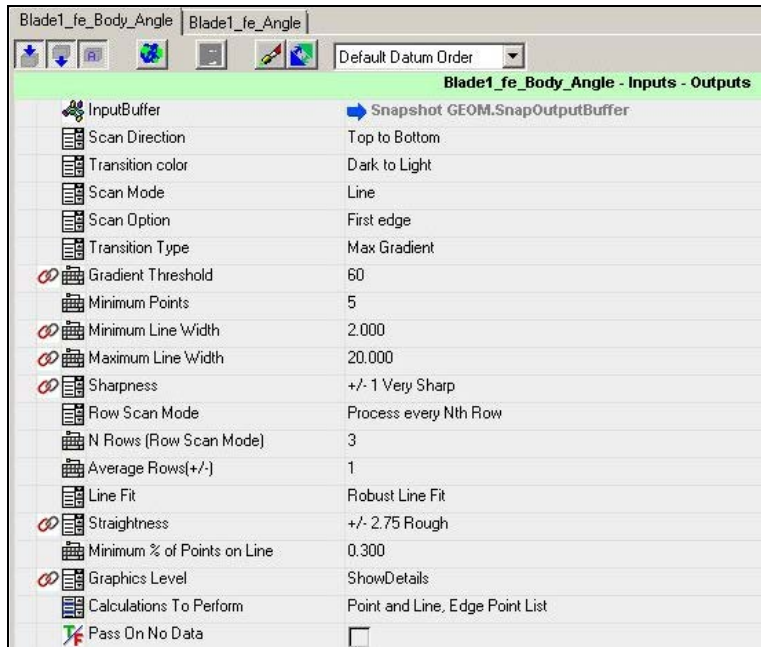 Blade1_fe_Body_Angle Blade1_fe_Angle
A Default Datum Order
Blade1_fe_Body_Angle - Inputs - Outputs
InputBuffer Snapshot GEOM.SnapOutputBuffer
Scan Direction Top to Bottom
Transition color Dark to Light
Scan Mode Line
Scan Option First edge
Transition Type Max Gradient
Gradient Threshold 60
Minimum Points 5
Minimum Line Width 2.000
Maximum Line Width 20.000
Sharpness +/- 1 Very Sharp
Row Scan Mode Process every Nth Row
N Rows (Row Scan Mode) 3
Average Rows(+/-) 1
Line Fit Robust Line Fit
Straightness +/- 2.75 Rough
Minimum % of Points on Line 0.300
Graphics Level ShowDetails
Calculations To Perform Point and Line, Edge Point List
T/F Pass On No Data